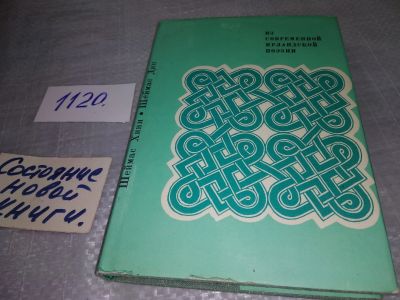 ИЗ
СОВРЕМЕННОЙ
ИРЛАНДСКОЙ
ПОЭЗИИ
Шеймас Хини • Шеймас Дин
1120.
Состояние
новой
книги.